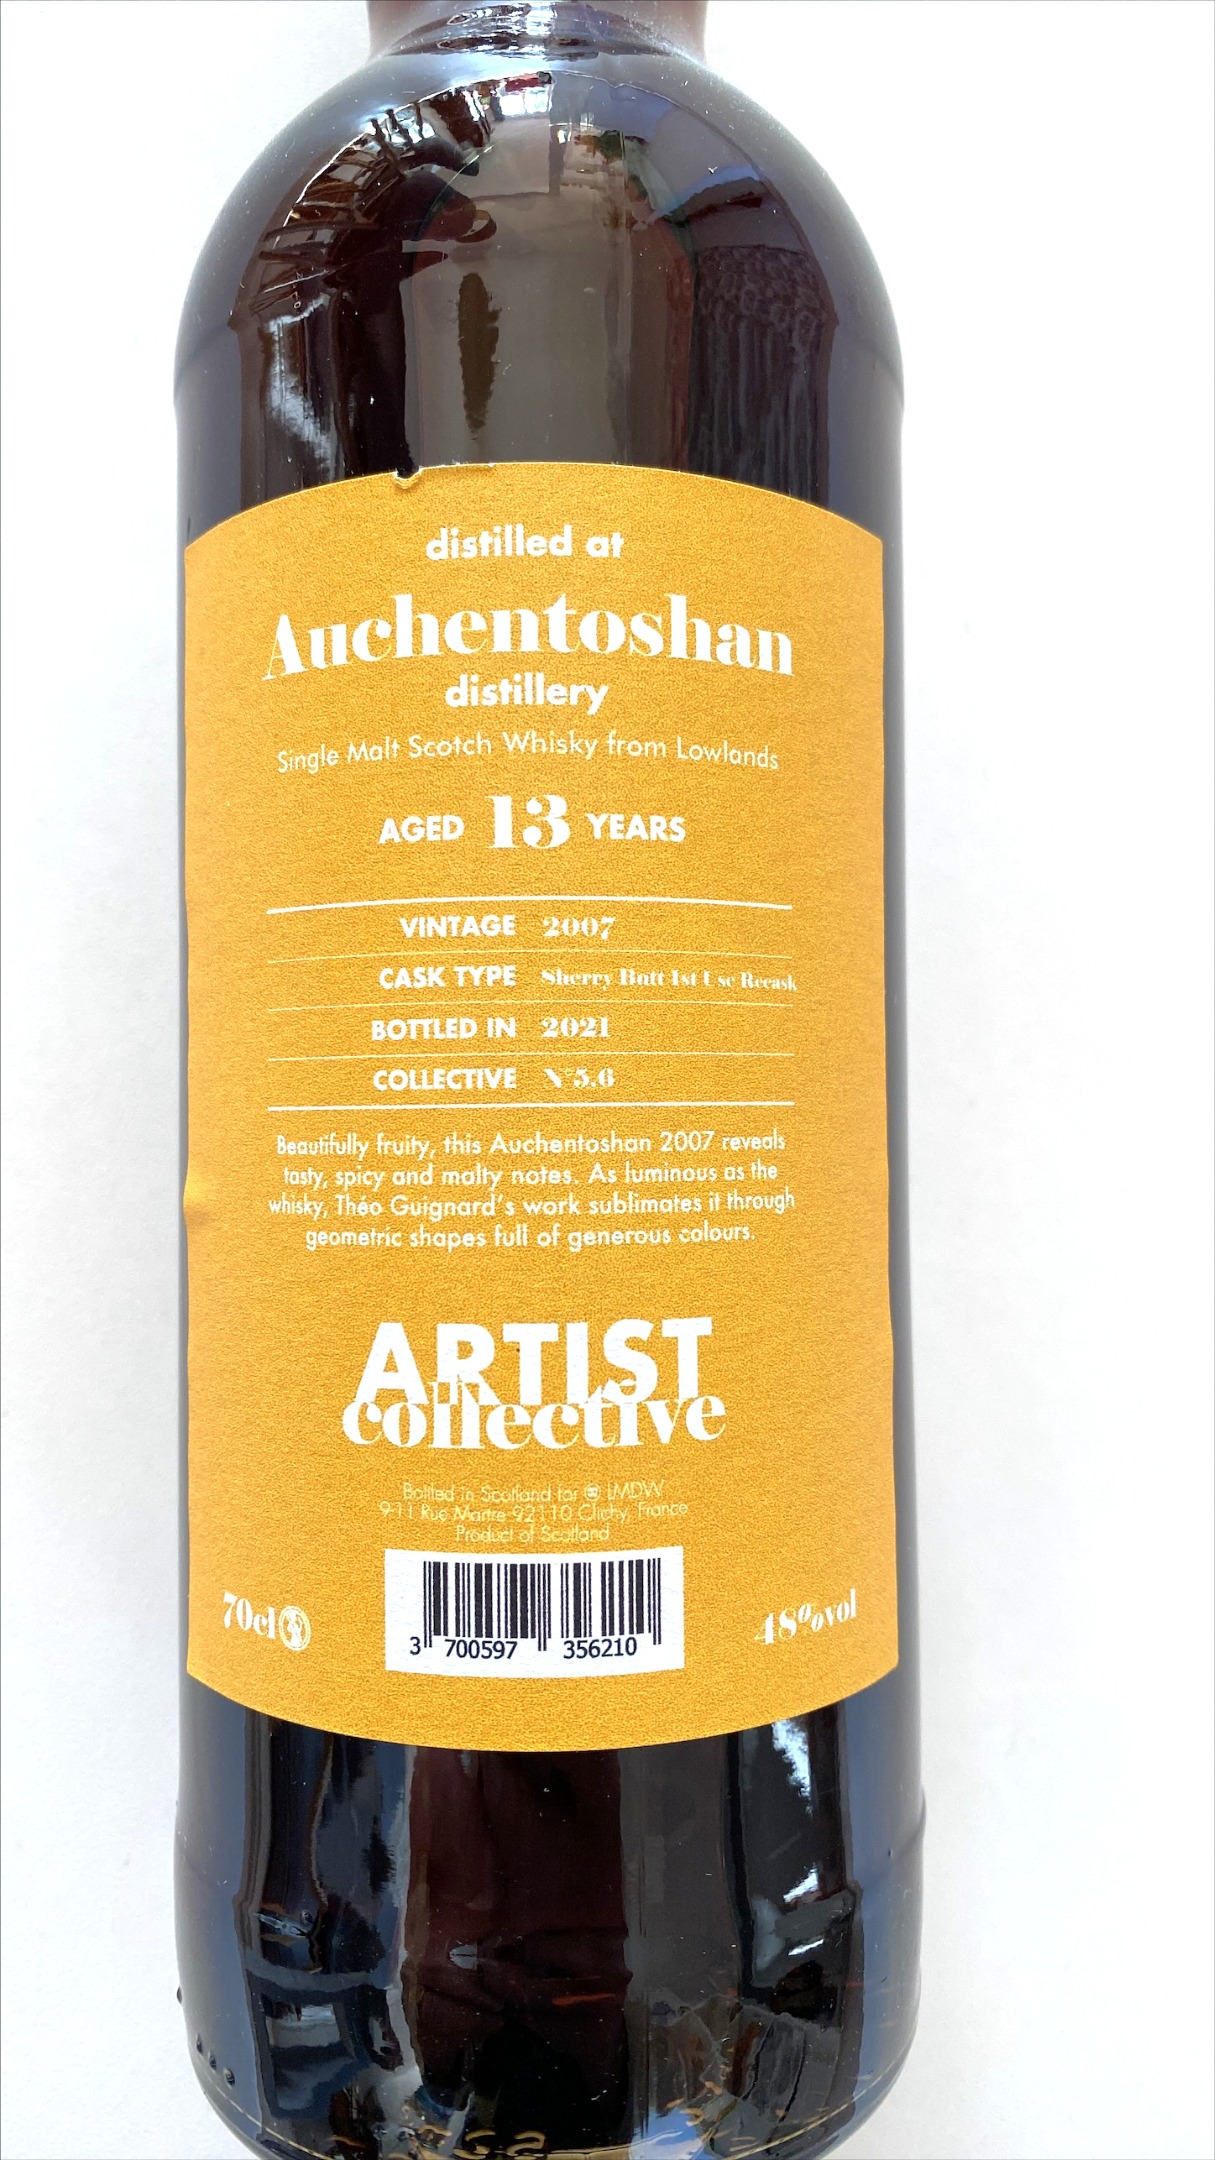 distilled at
Auchentoshan
distillery
Single Malt Scotch Whisky from Lowlands
AGED 13 YEARS
VINTAGE 2007
CASK TYPE Sherry Butt 1st Use Recask
BOTTLED IN 2021
COLLECTIVE N°5.6
Beautifully fruity, this Auchentoshan 2007 reveals
tasty, spicy and malty notes. As luminous as the
whisky, Théo Guignard's work sublimates it through
geometric shapes full of generous colours.
ARTIST
collective
Bottled in Scotland for LMDW
9-11 Rue Martre 92110 Clichy, France
Product of Scotland
70cl
48%vol
3 700597 356210